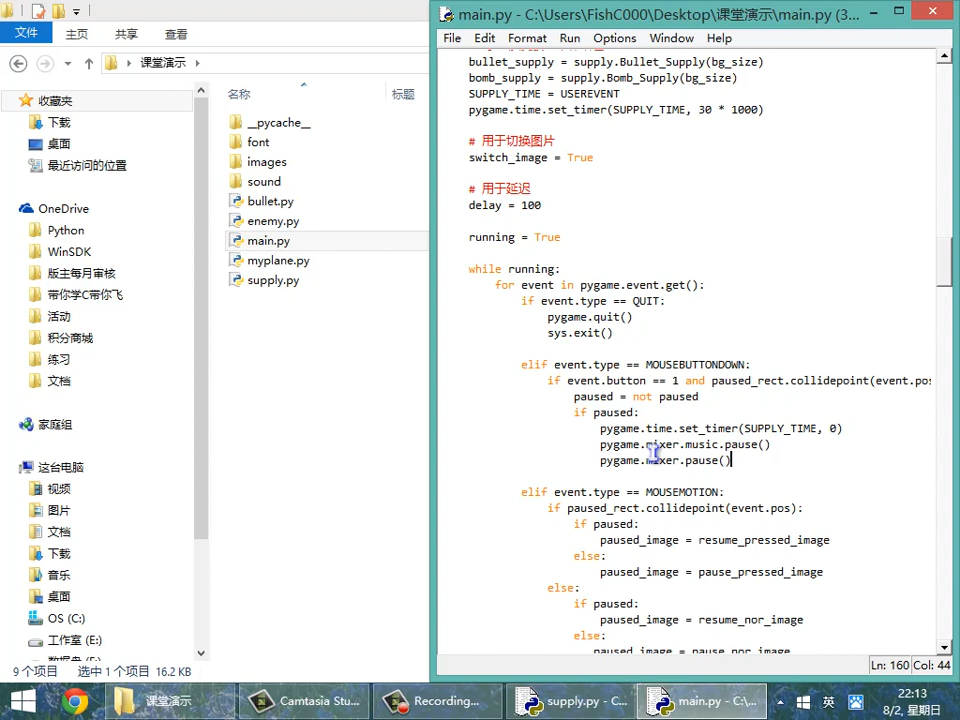 main.py - C:\Users\FishC000\Desktop\课堂演示\main.py (3...
文件
主页
共享
查看
File Edit Format Run Options Window Help
课堂演示
名称
标题
收藏夹
下载
桌面
最近访问的位置
OneDrive
Python
WinSDK
版主每月审核
带你学C带你飞
活动
积分商城
练习
文档
家庭组
这台电脑
视频
图片
文档
下载
音乐
桌面
OS (C:)
工作室 (E:)
__pycache__
font
images
sound
bullet.py
enemy.py
main.py
myplane.py
supply.py
9 个项目
选中 1 个项目 16.2 KB
bullet_supply = supply.Bullet_Supply(bg_size)
bomb_supply = supply.Bomb_Supply(bg_size)
SUPPLY_TIME = USEREVENT
pygame.time.set_timer(SUPPLY_TIME, 30 * 1000)
# 用于切换图片
switch_image = True
# 用于延迟
delay = 100
running = True
while running:
for event in pygame.event.get():
if event.type == QUIT:
pygame.quit()
sys.exit()
elif event.type == MOUSEBUTTONDOWN:
if event.button == 1 and paused_rect.collidepoint(event.pos
paused = not paused
if paused:
pygame.time.set_timer(SUPPLY_TIME, 0)
pygame.mixer.music.pause()
pygame.mixer.pause()
elif event.type == MOUSEMOTION:
if paused_rect.collidepoint(event.pos):
if paused:
paused_image = resume_pressed_image
else:
paused_image = pause_pressed_image
else:
if paused:
paused_image = resume_nor_image
else:
paused_image = pause_nor_image
Ln: 160 Col: 44
课堂演示
Camtasia Stu...
Recording...
supply.py - C...
main.py - C:\...
英
22:13
8/2, 星期日